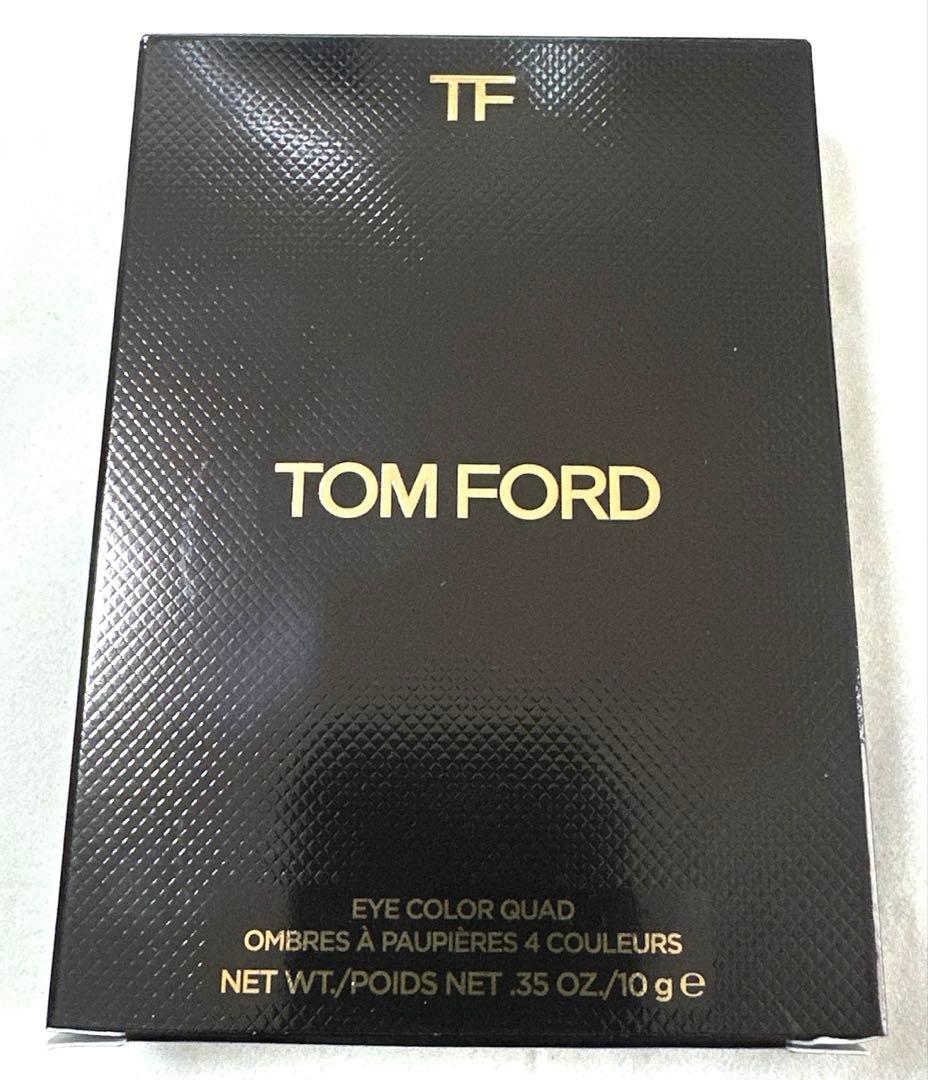 TF
TOM FORD
EYE COLOR QUAD
OMBRES À PAUPIÈRES 4 COULEURS
NET WT./POIDS NET .35 OZ./10 g ℮